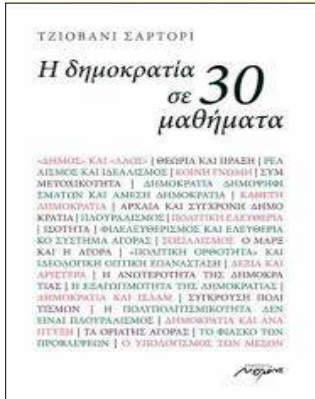 ΤΖΙΟΒΑΝΙ ΣΑΡΤΟΡΙ
Η δημοκρατία
σε 30
μαθήματα
«ΔΗΜΟΣ» ΚΑΙ «ΛΑΟΣ» | ΘΕΩΡΙΑ ΚΑΙ ΠΡΑΞΗ | ΡΕΑ
ΛΙΣΜΟΣ ΚΑΙ ΙΔΕΑΛΙΣΜΟΣ | ΚΟΙΝΗ ΓΝΩΜΗ | ΣΥΜ
ΜΕΤΟΧΙΚΟΤΗΤΑ | ΔΗΜΟΚΡΑΤΙΑ ΔΗΜΟΨΗΦΙ
ΣΜΑΤΩΝ ΚΑΙ ΑΜΕΣΗ ΔΗΜΟΚΡΑΤΙΑ | ΚΑΘΕΤΗ
ΔΗΜΟΚΡΑΤΙΑ | ΑΡΧΑΙΑ ΚΑΙ ΣΥΓΧΡΟΝΗ ΔΗΜΟ
ΚΡΑΤΙΑ | ΠΛΟΥΡΑΛΙΣΜΟΣ | ΠΟΛΙΤΙΚΗ ΕΛΕΥΘΕΡΙΑ
| ΙΣΟΤΗΤΑ | ΦΙΛΕΛΕΥΘΕΡΙΣΜΟΣ ΚΑΙ ΕΛΕΥΘΕΡΙΑ
ΚΟ ΣΥΣΤΗΜΑ ΑΓΟΡΑΣ | ΣΟΣΙΑΛΙΣΜΟΣ | Ο ΜΑΡΞ
ΚΑΙ Η ΑΓΟΡΑ | «ΠΟΛΙΤΙΚΗ ΟΡΘΟΤΗΤΑ» ΚΑΙ
ΙΔΕΟΛΟΓΙΚΗ ΟΠΤΙΚΗ ΕΠΑΝΑΣΤΑΣΗ | ΔΕΞΙΑ ΚΑΙ
ΑΡΙΣΤΕΡΑ | Η ΑΝΩΤΕΡΟΤΗΤΑ ΤΗΣ ΔΗΜΟΚΡΑ
ΤΙΑΣ | Η ΕΞΑΓΩΓΙΜΟΤΗΤΑ ΤΗΣ ΔΗΜΟΚΡΑΤΙΑΣ |
ΔΗΜΟΚΡΑΤΙΑ ΚΑΙ ΙΣΛΑΜ | ΣΥΓΚΡΟΥΣΗ ΠΟΛΙ
ΤΙΣΜΩΝ | Η ΠΟΛΥΠΟΛΙΤΙΣΜΙΚΟΤΗΤΑ ΔΕΝ
ΕΙΝΑΙ ΠΛΟΥΡΑΛΙΣΜΟΣ | ΔΗΜΟΚΡΑΤΙΑ ΚΑΙ ΑΝΑ
ΠΤΥΞΗ | ΤΑ ΟΡΙΑ ΤΗΣ ΑΓΟΡΑΣ | ΤΟ ΦΙΑΣΚΟ ΤΩΝ
ΠΡΟΒΛΕΨΕΩΝ | Ο ΥΠΟΛΟΓΙΣΜΟΣ ΤΩΝ ΜΕΣΩΝ